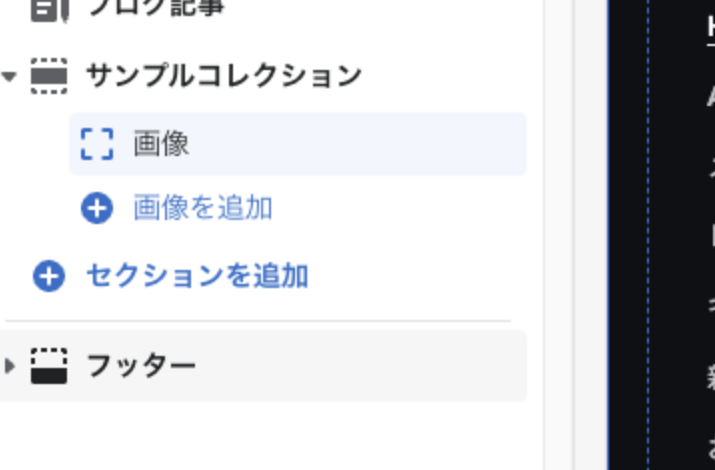 ブログ記事
サンプルコレクション
画像
画像を追加
セクションを追加
フッター